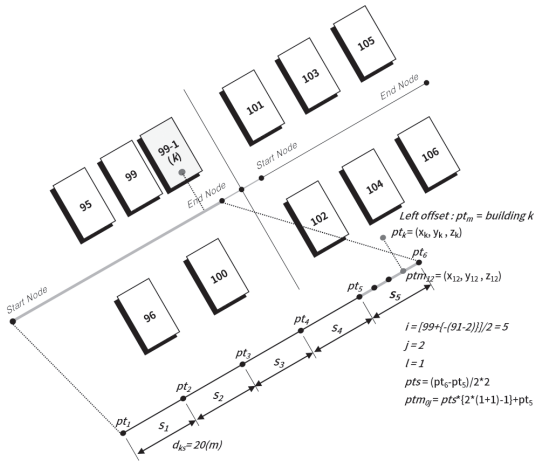 105
103
101
End Node
99-1
(k)
99
95
Start Node
End Node
106
104
102
100
96
Start Node
Left offset : ptm = building k
ptk = (xk, yk , zk)
pt6
ptm12 = (x12, y12 , z12)
pt5
pt4
pt3
pt2
pt1
s5
s4
s3
s2
s1
dks = 20(m)
i = [99+{-(91-2)}]/2 = 5
j = 2
l = 1
pts = (pt6-pt5)/2*2
ptm0j = pts*{2*(1+1)-1}+pt5